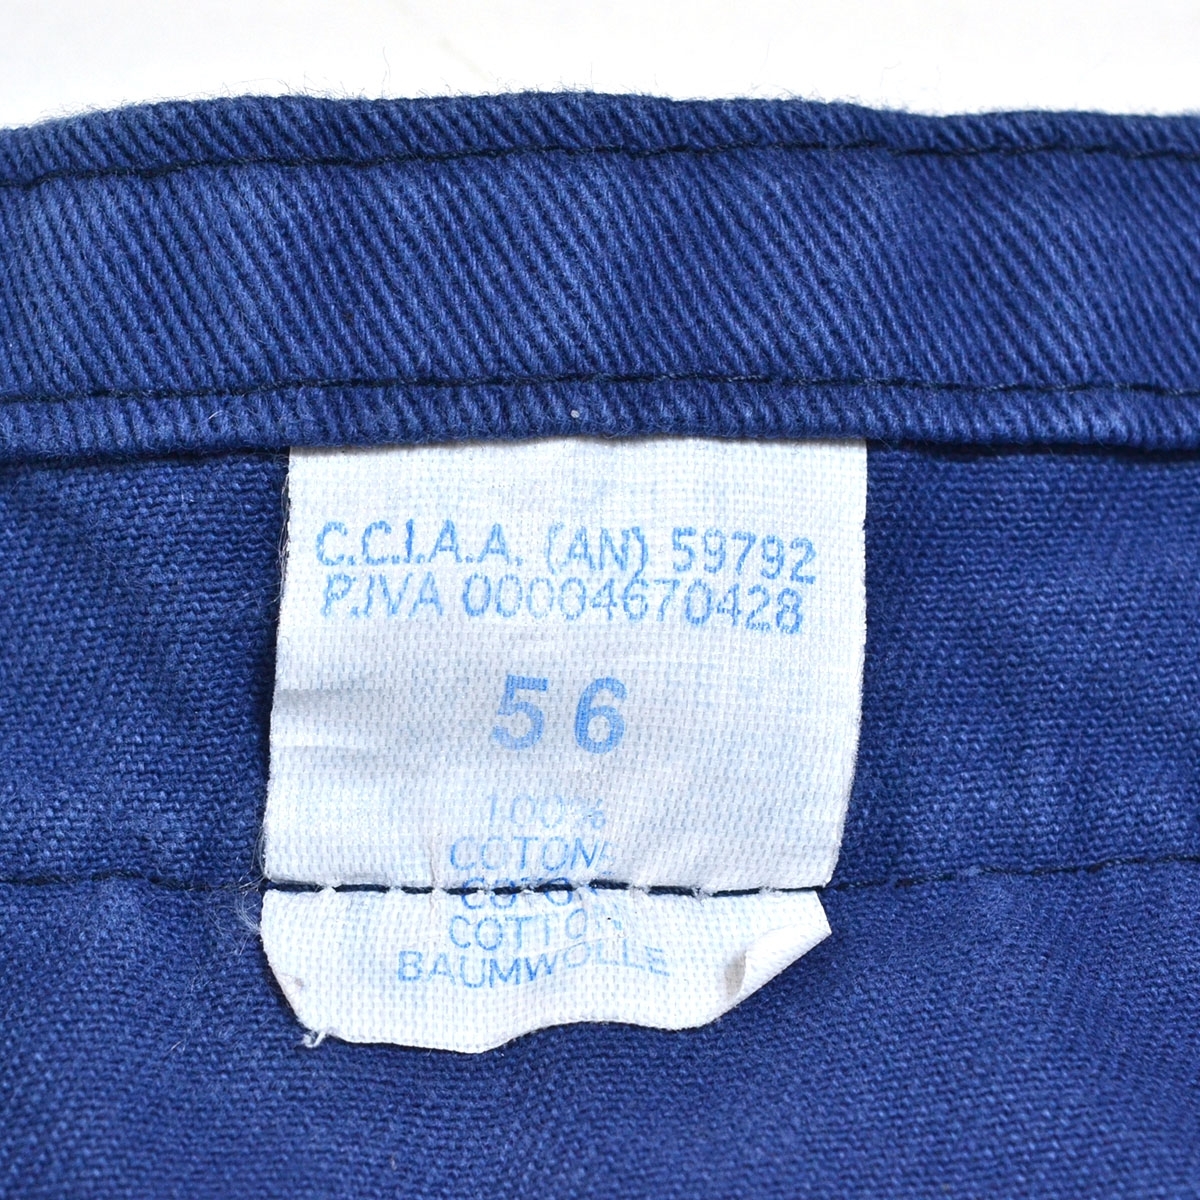 C.C.I.A.A. (AN) 59792
P.IVA 00004670428
56
100%
COTONE
COTTON
BAUMWOLLE